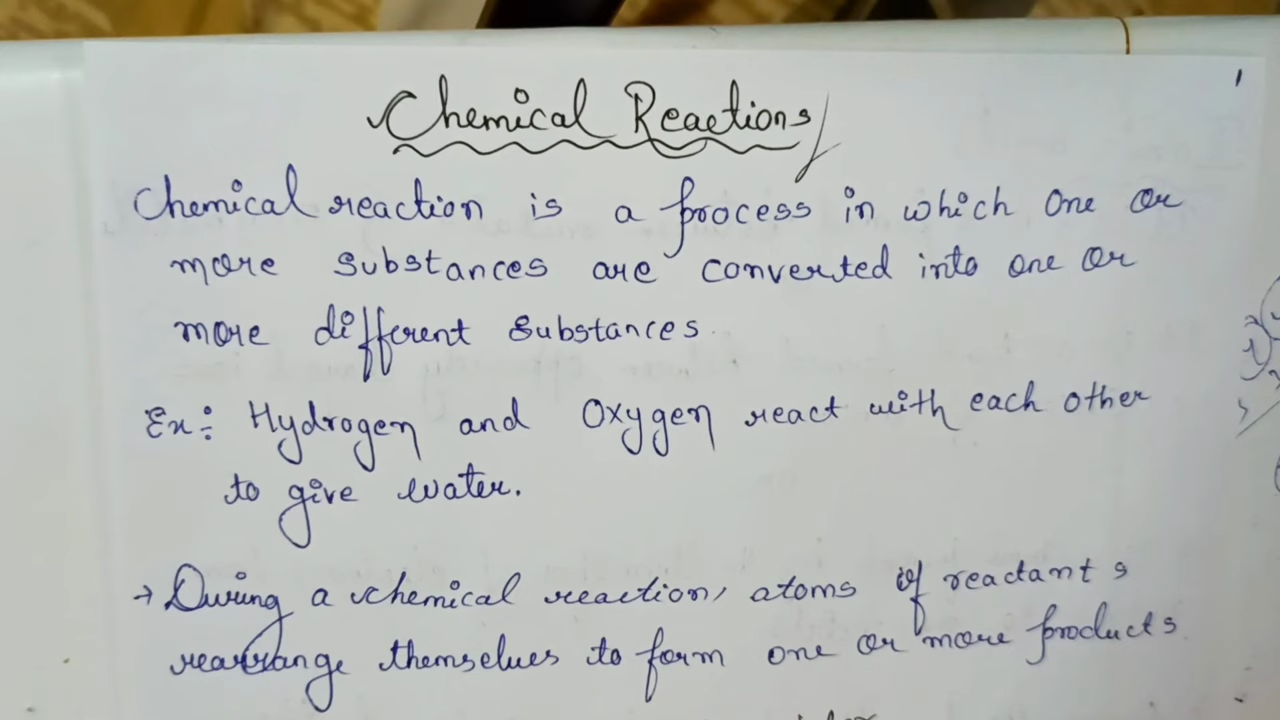 Chemical Reactions
Chemical reaction is a process in which one or
more substances are converted into one or
more different substances.
Ex: Hydrogen and Oxygen react with each other
to give water.
→ During a chemical reaction, atoms of reactants
rearrange themselves to form one or more products